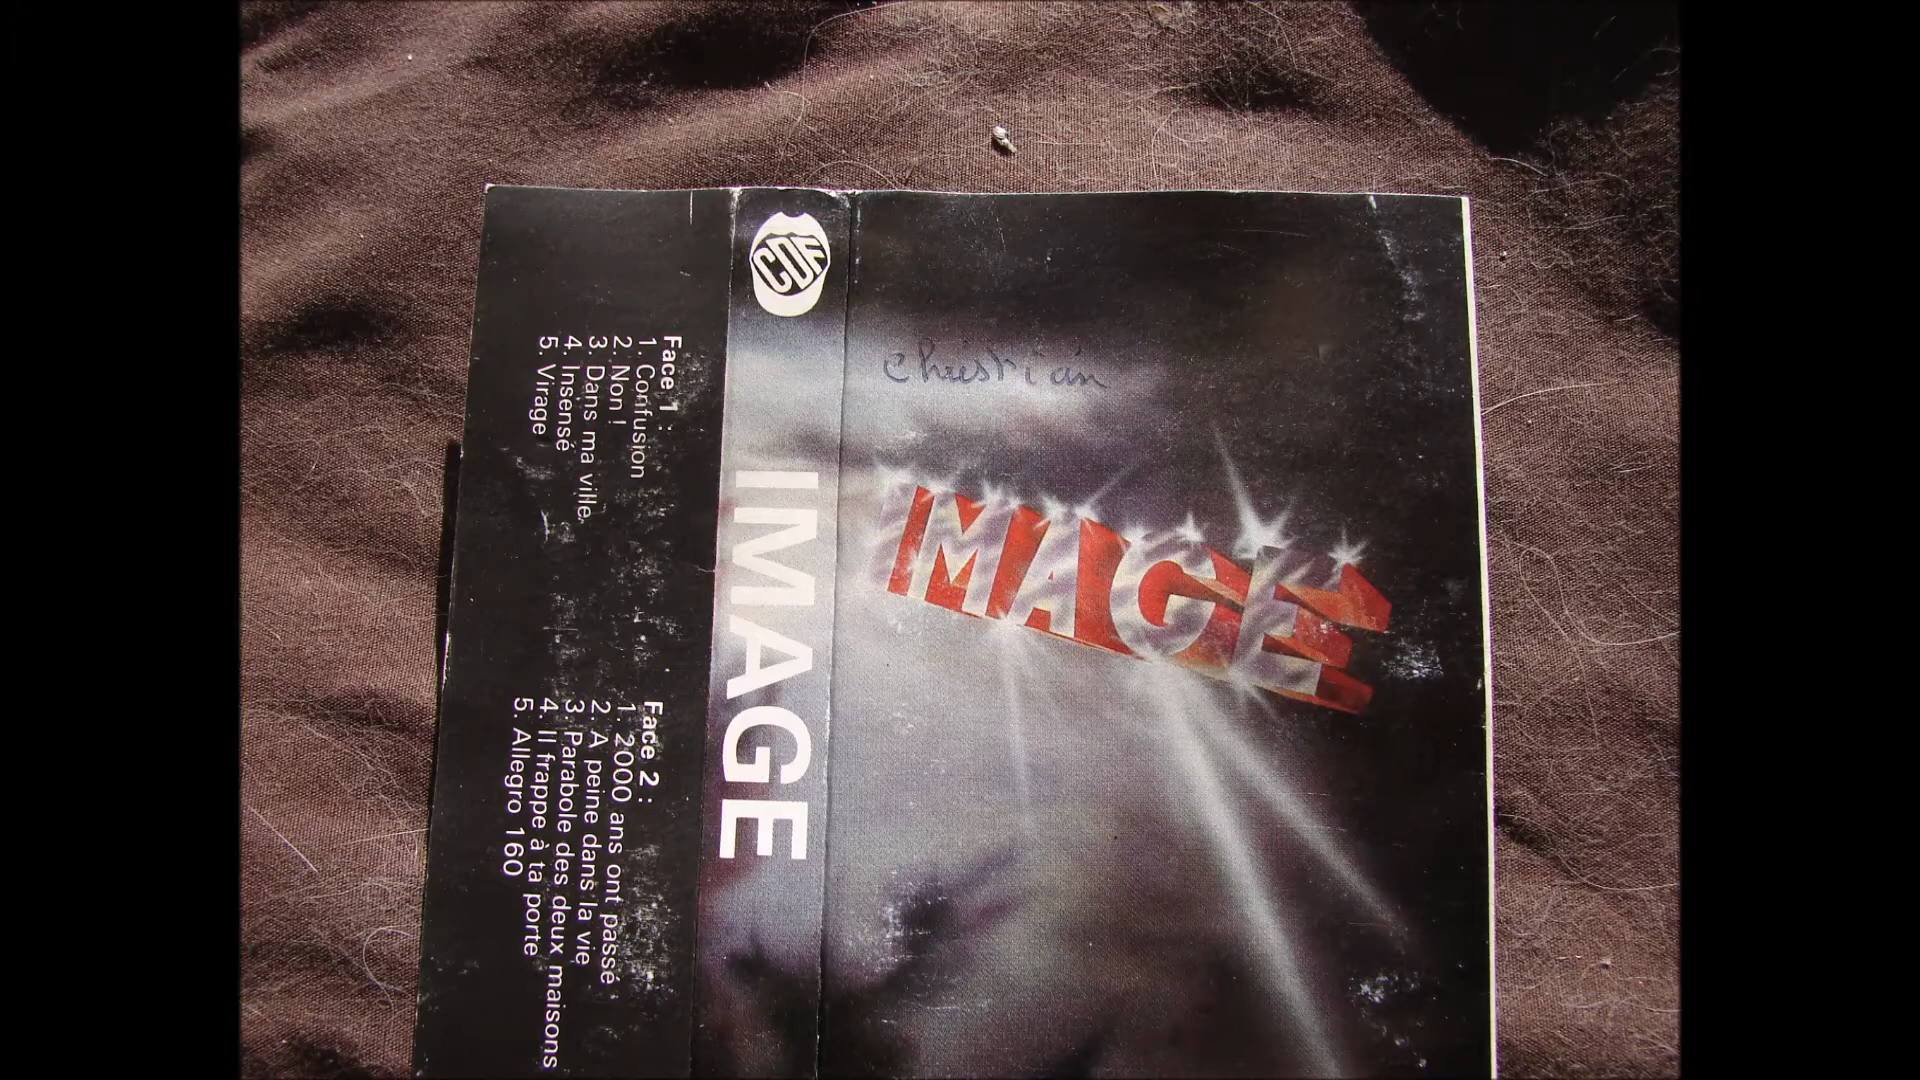 Face 1 :
1. Confusion
2. Non !
3. Dans ma ville
4. Insensé
5. Virage
Face 2 :
1. 2000 ans ont passé
2. A peine dans la vie
3. Parabole des deux maisons
4. Il frappe à ta porte
5. Allegro 160
CDF
IMAGE
Christian
IMAGE